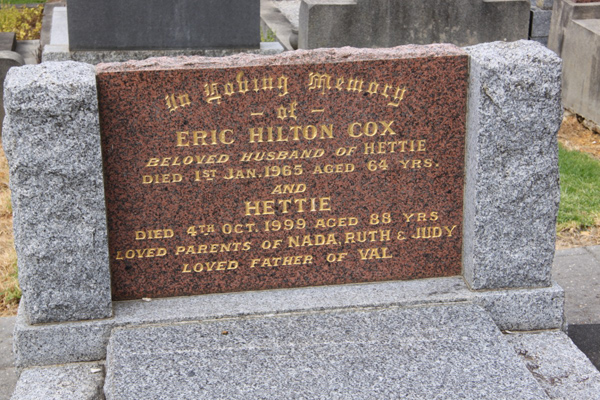 In Loving Memory
– of –
ERIC HILTON COX
BELOVED HUSBAND OF HETTIE
DIED 1ST JAN. 1965 AGED 64 YRS.
AND
HETTIE
DIED 4TH OCT. 1999 AGED 88 YRS
LOVED PARENTS OF NADA, RUTH & JUDY
LOVED FATHER OF VAL